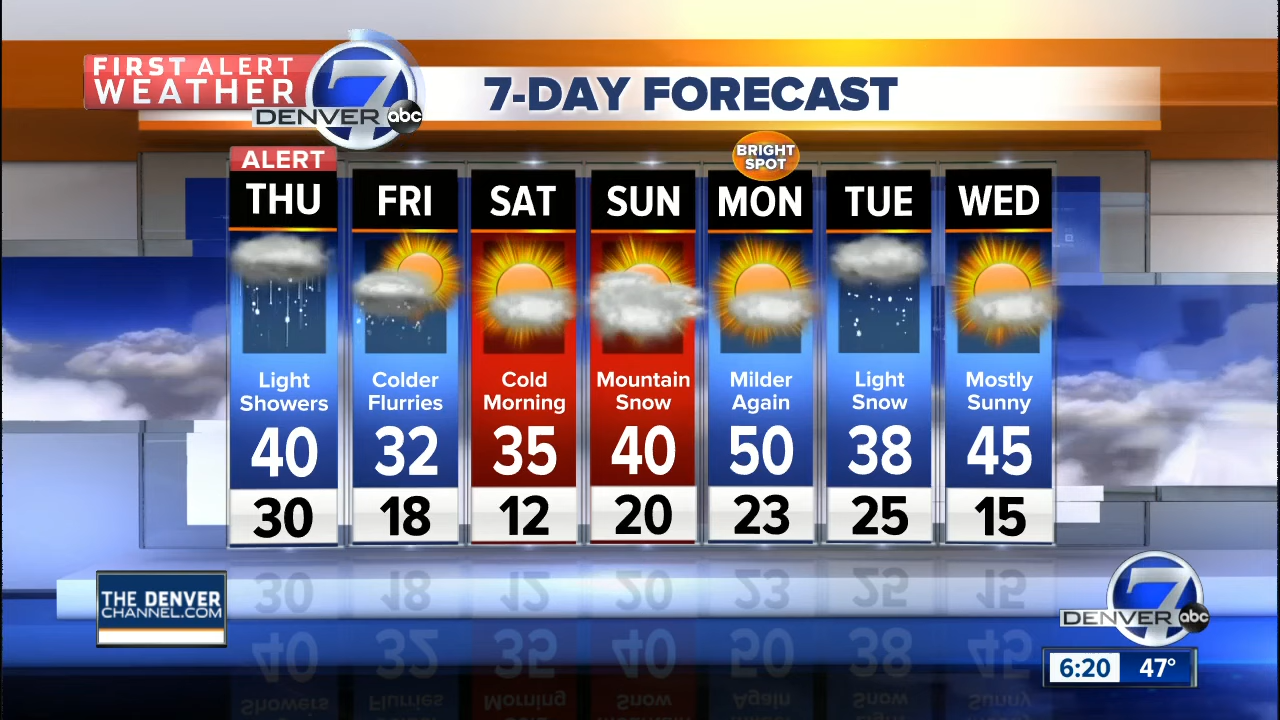 FIRST ALERT
WEATHER
7
DENVER abc
7-DAY FORECAST
ALERT
BRIGHT
SPOT
THU FRI SAT SUN MON TUE WED
Light Colder Cold Mountain Milder Light Mostly
Showers Flurries Morning Snow Again Snow Sunny
40 32 35 40 50 38 45
30 18 12 20 23 25 15
THE DENVER
CHANNEL.COM
7
DENVER abc
6:20 47°